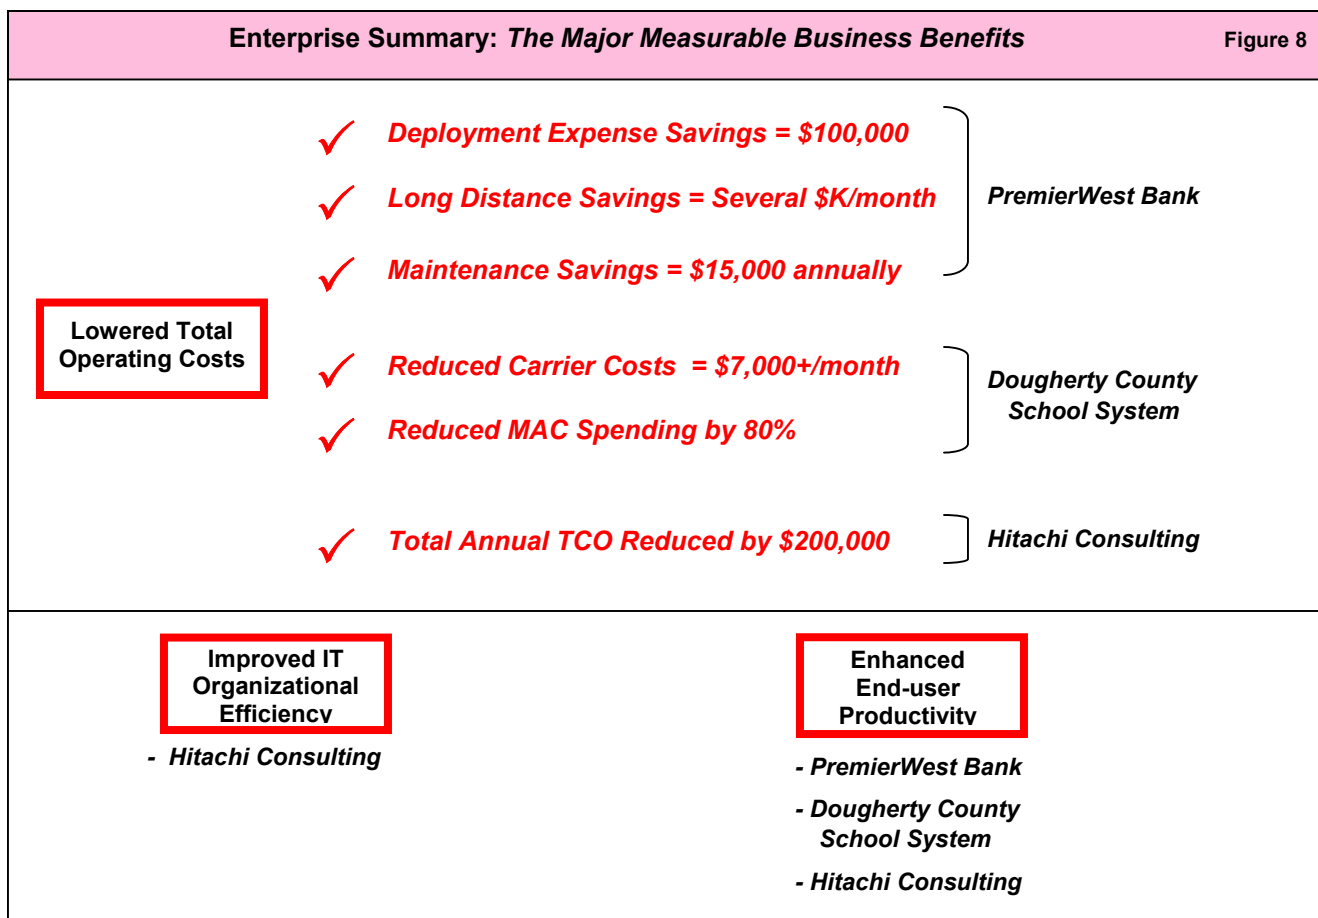 Enterprise Summary: The Major Measurable Business Benefits
Figure 8
Deployment Expense Savings = $100,000
Long Distance Savings = Several $K/month
PremierWest Bank
Maintenance Savings = $15,000 annually
Lowered Total
Operating Costs
Reduced Carrier Costs = $7,000+/month
Reduced MAC Spending by 80%
Dougherty County
School System
Total Annual TCO Reduced by $200,000
Hitachi Consulting
Improved IT
Organizational
Efficiency
- Hitachi Consulting
Enhanced
End-user
Productivity
- PremierWest Bank
- Dougherty County
School System
- Hitachi Consulting